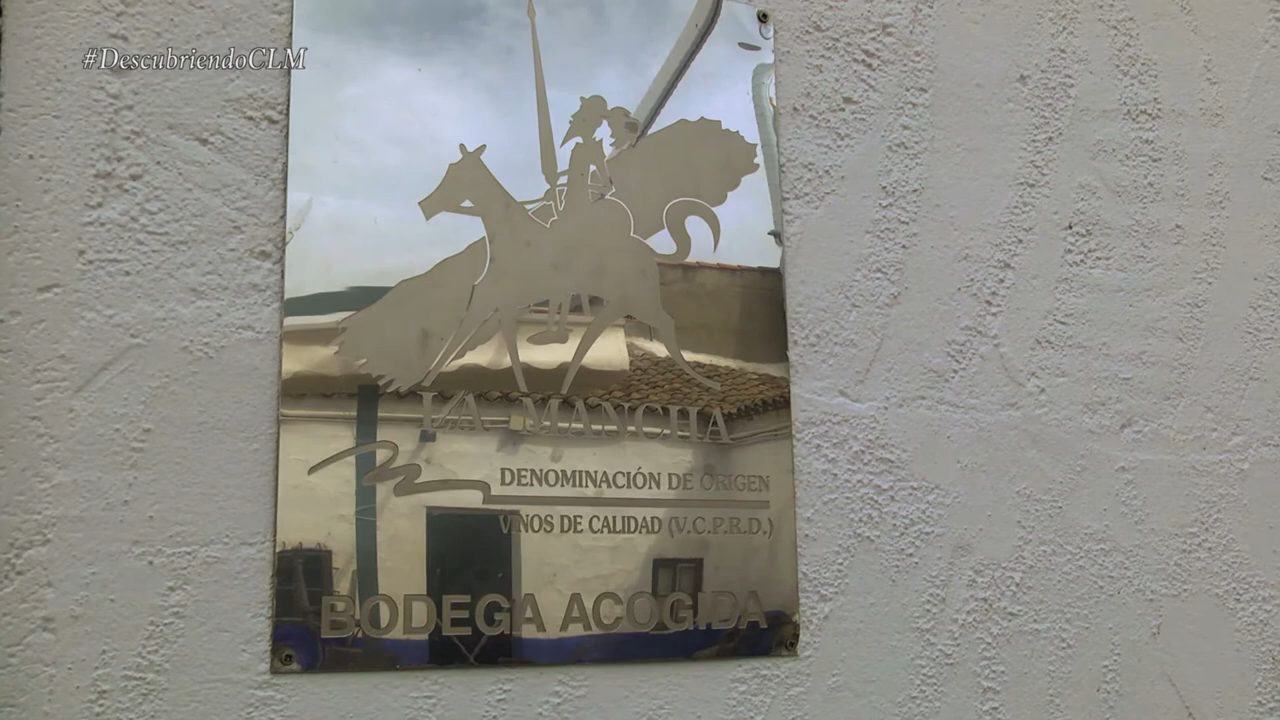 #DescubriendoCLM
LA MANCHA
DENOMINACIÓN DE ORIGEN
VINOS DE CALIDAD (V.C.P.R.D.)
BODEGA ACOGIDA